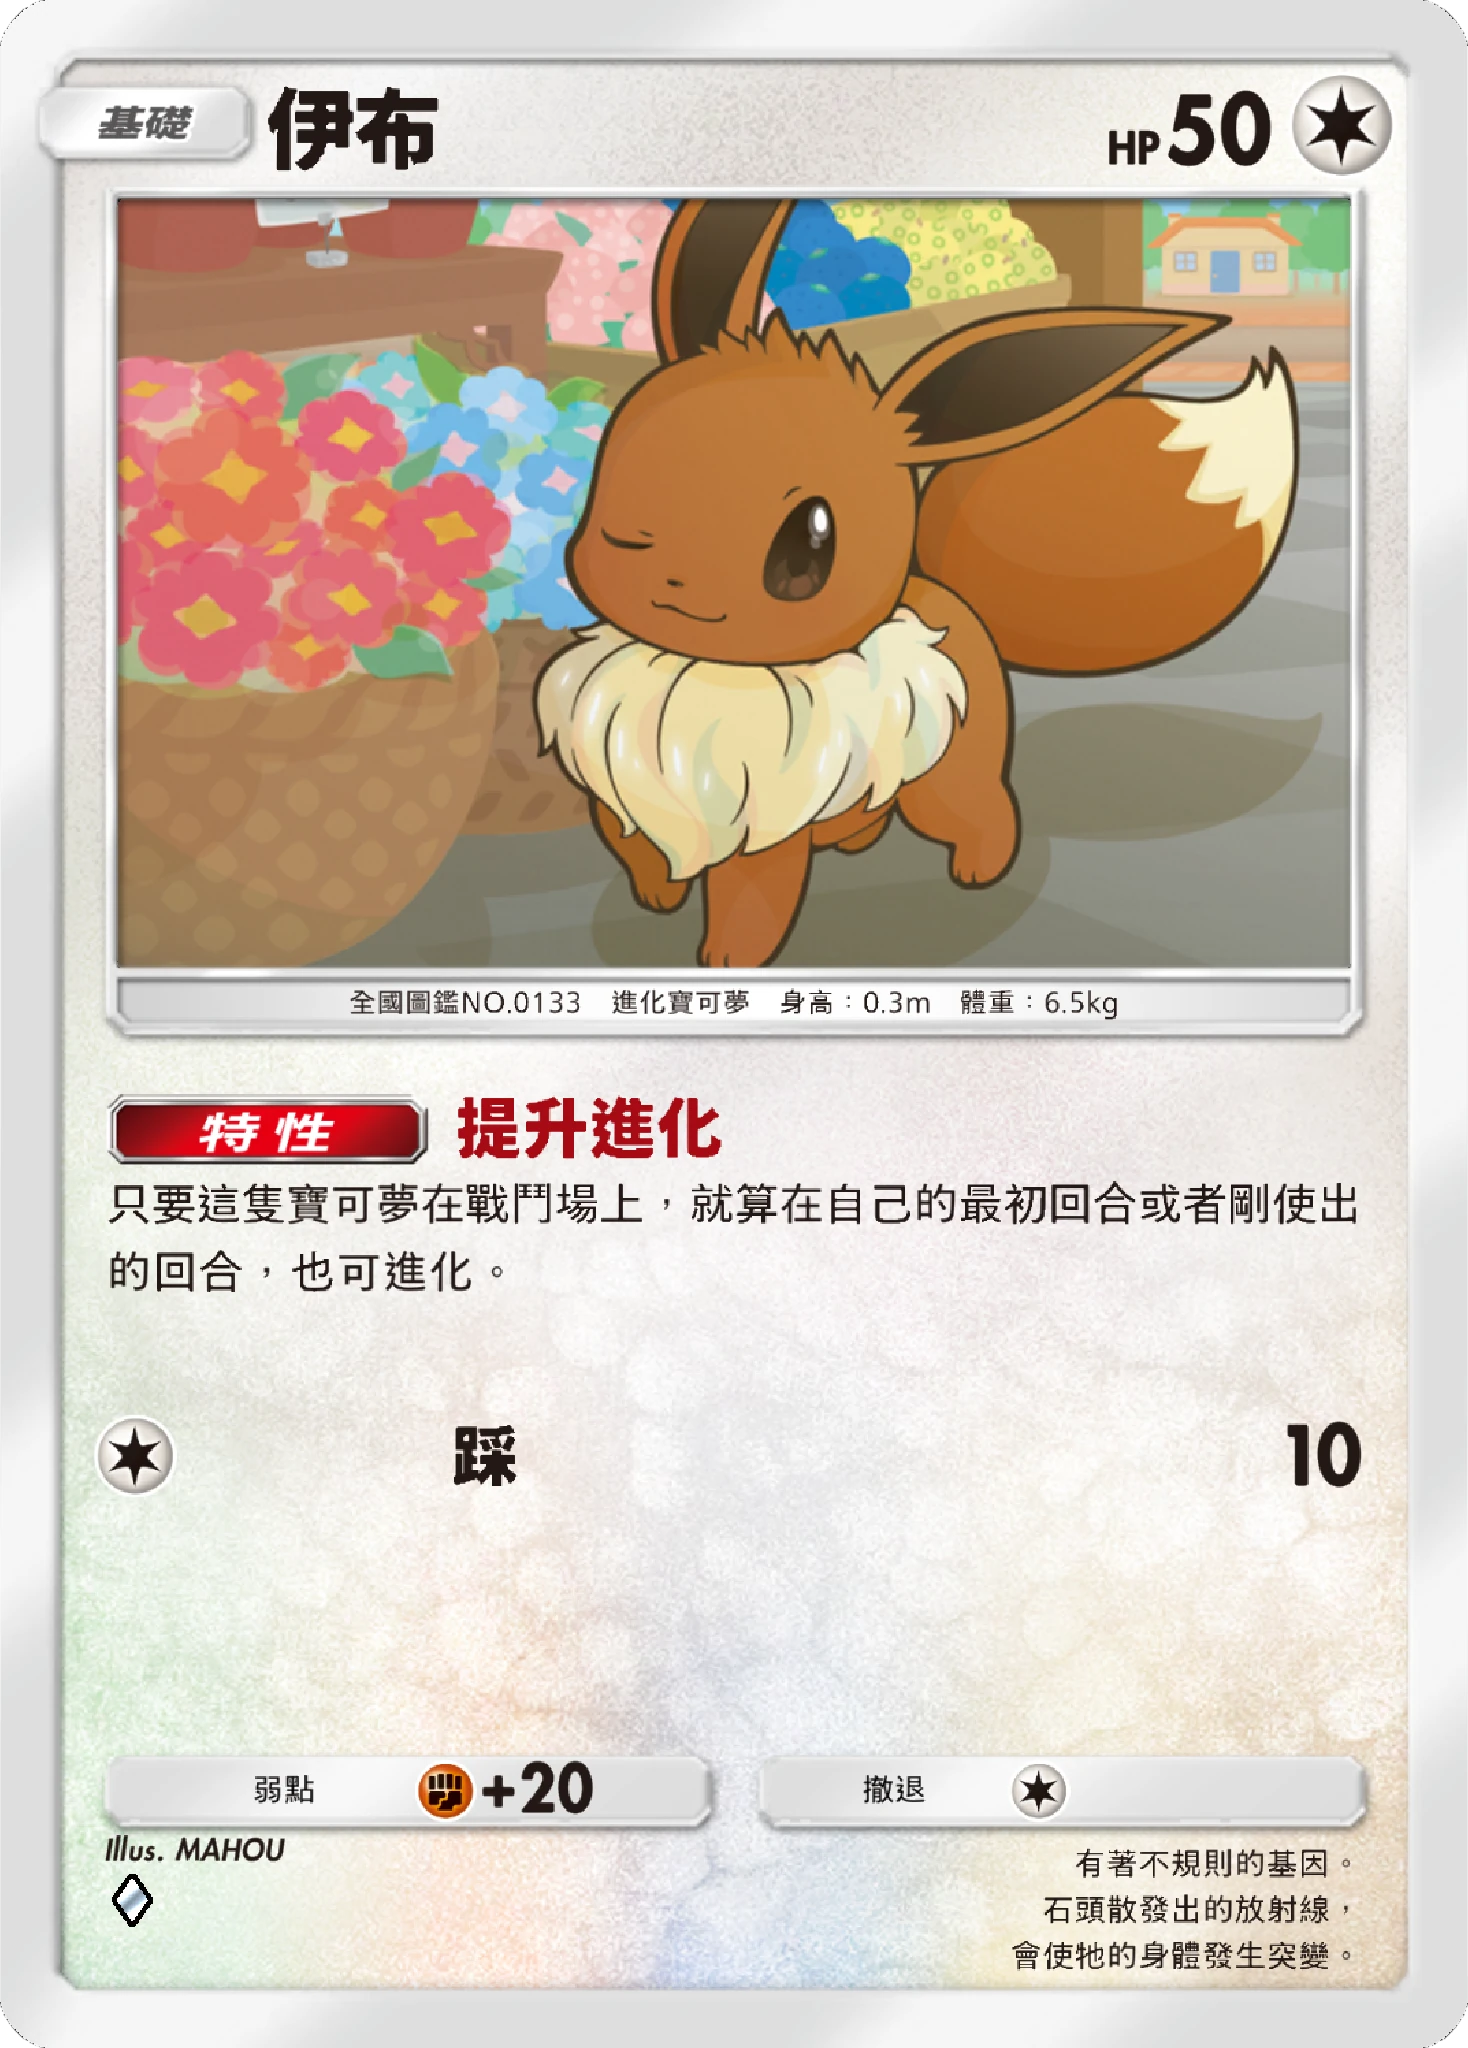 基礎 伊布 HP 50
全國圖鑑NO.0133 進化寶可夢 身高：0.3m 體重：6.5kg
特性 提升進化
只要這隻寶可夢在戰鬥場上，就算在自己的最初回合或者剛使出
的回合，也可進化。
踩 10
弱點 +20 撤退
Illus. MAHOU
有著不規則的基因。
石頭散發出的放射線，
會使牠的身體發生突變。